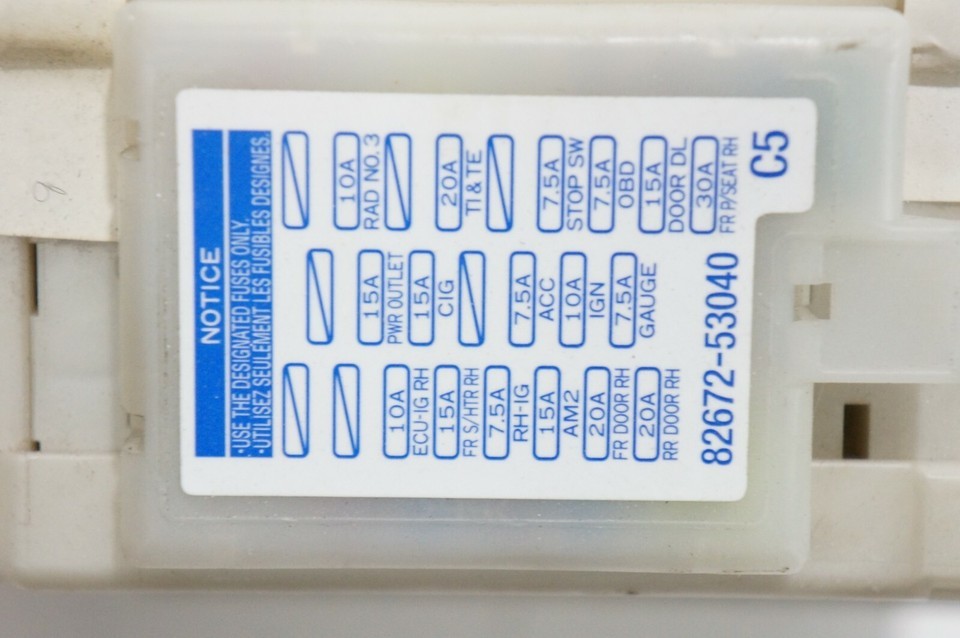 NOTICE
·USE THE DESIGNATED FUSES ONLY.
·UTILISEZ SEULEMENT LES FUSIBLES DESIGNES.
10A
ECU-IG RH
15A
FR S/HTR RH
7.5A
RH-IG
15A
AM2
20A
FR DOOR RH
20A
RR DOOR RH
15A
PWR OUTLET
15A
CIG
7.5A
ACC
10A
IGN
7.5A
GAUGE
10A
RAD NO.3
20A
TI & TE
7.5A
STOP SW
7.5A
OBD
15A
DOOR DL
30A
FR P/SEAT RH
82672-53040
C5